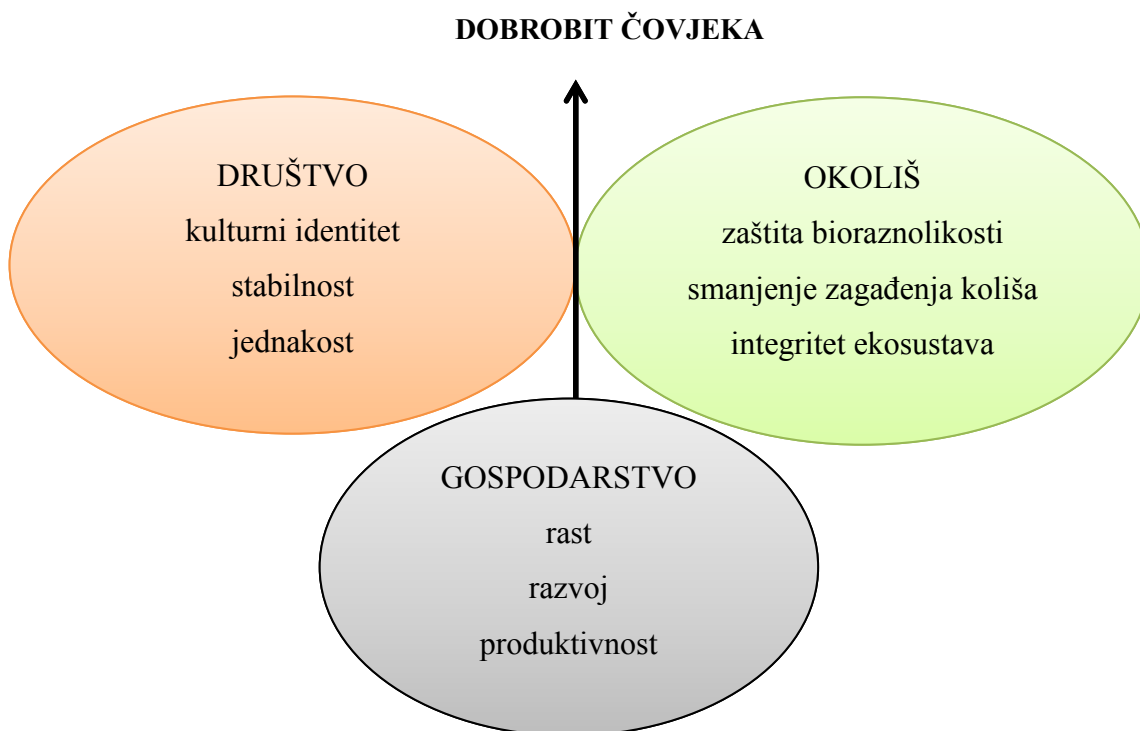 DOBROBIT ČOVJEKA
DRUŠTVO
kulturni identitet
stabilnost
jednakost
OKOLIŠ
zaštita bioraznolikosti
smanjenje zagađenja koliša
integritet ekosustava
GOSPODARSTVO
rast
razvoj
produktivnost